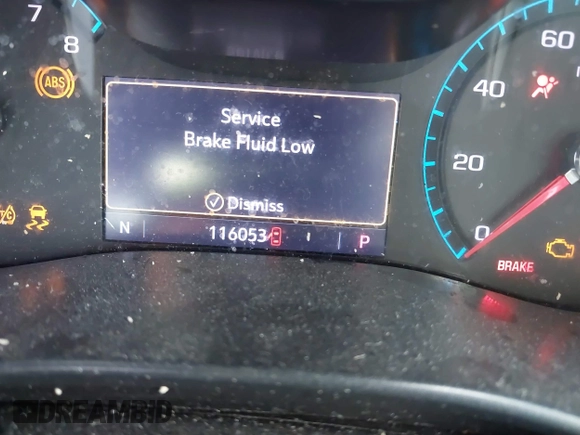 7
8
ABS
60
40
20
0
Service
Brake Fluid Low
Dismiss
N
116053
P
BRAKE
DREAMBID